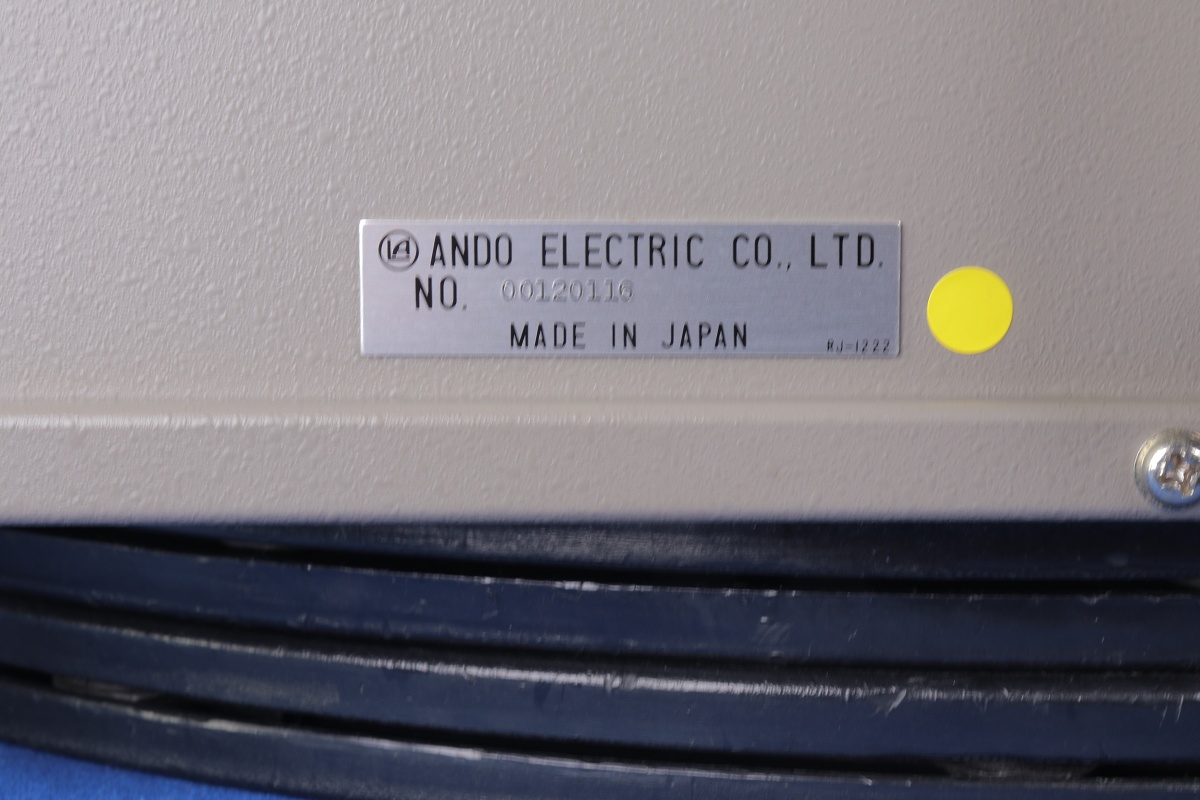 ANDO ELECTRIC CO., LTD.
NO. 00120116
MADE IN JAPAN
RJ-1222